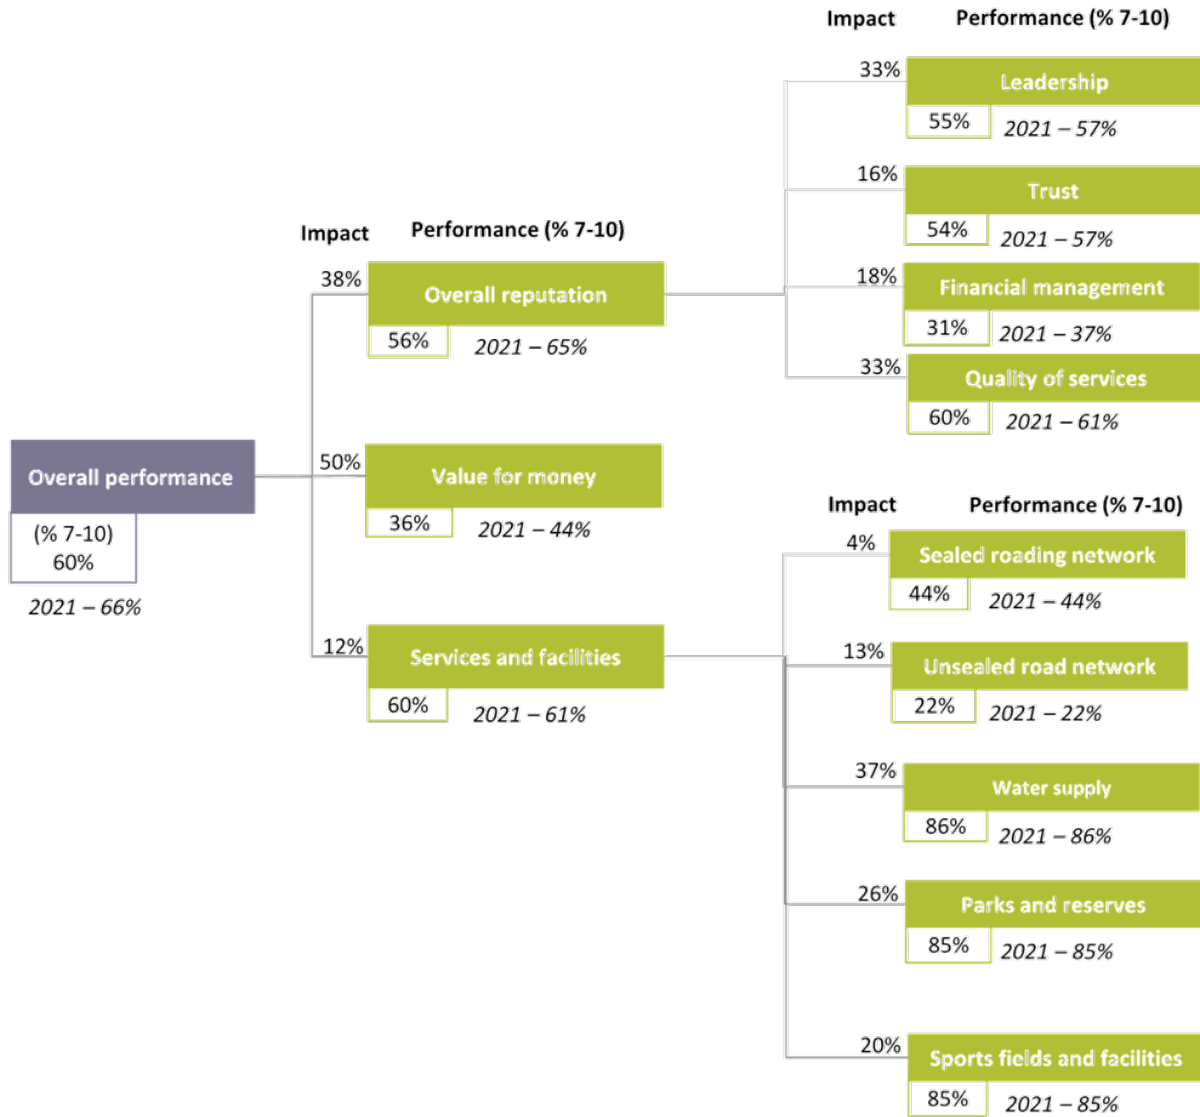 Impact Performance (% 7-10)
33% Leadership
55% 2021 – 57%
16% Trust
54% 2021 – 57%
18% Financial management
31% 2021 – 37%
33% Quality of services
60% 2021 – 61%
Impact Performance (% 7-10)
38% Overall reputation
56% 2021 – 65%
50% Value for money
36% 2021 – 44%
12% Services and facilities
60% 2021 – 61%
Overall performance
(% 7-10)
60%
2021 – 66%
Impact Performance (% 7-10)
4% Sealed roading network
44% 2021 – 44%
13% Unsealed road network
22% 2021 – 22%
37% Water supply
86% 2021 – 86%
26% Parks and reserves
85% 2021 – 85%
20% Sports fields and facilities
85% 2021 – 85%